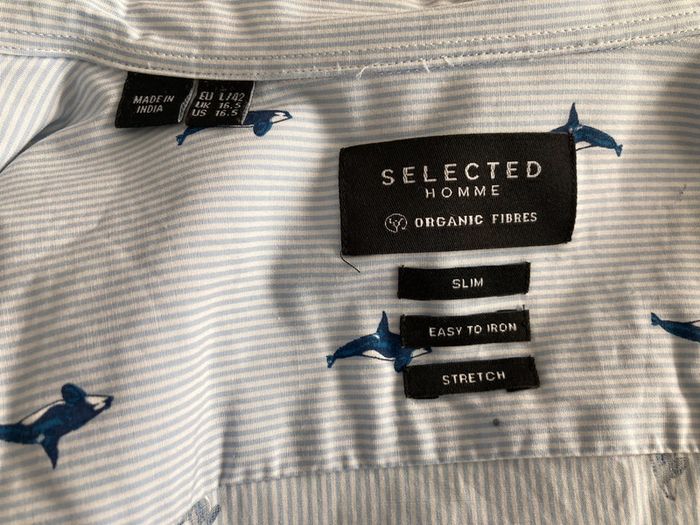 MADE IN
INDIA
EU L/42
UK 16.5
US 16.5
SELECTED
HOMME
ORGANIC FIBRES
SLIM
EASY TO IRON
STRETCH